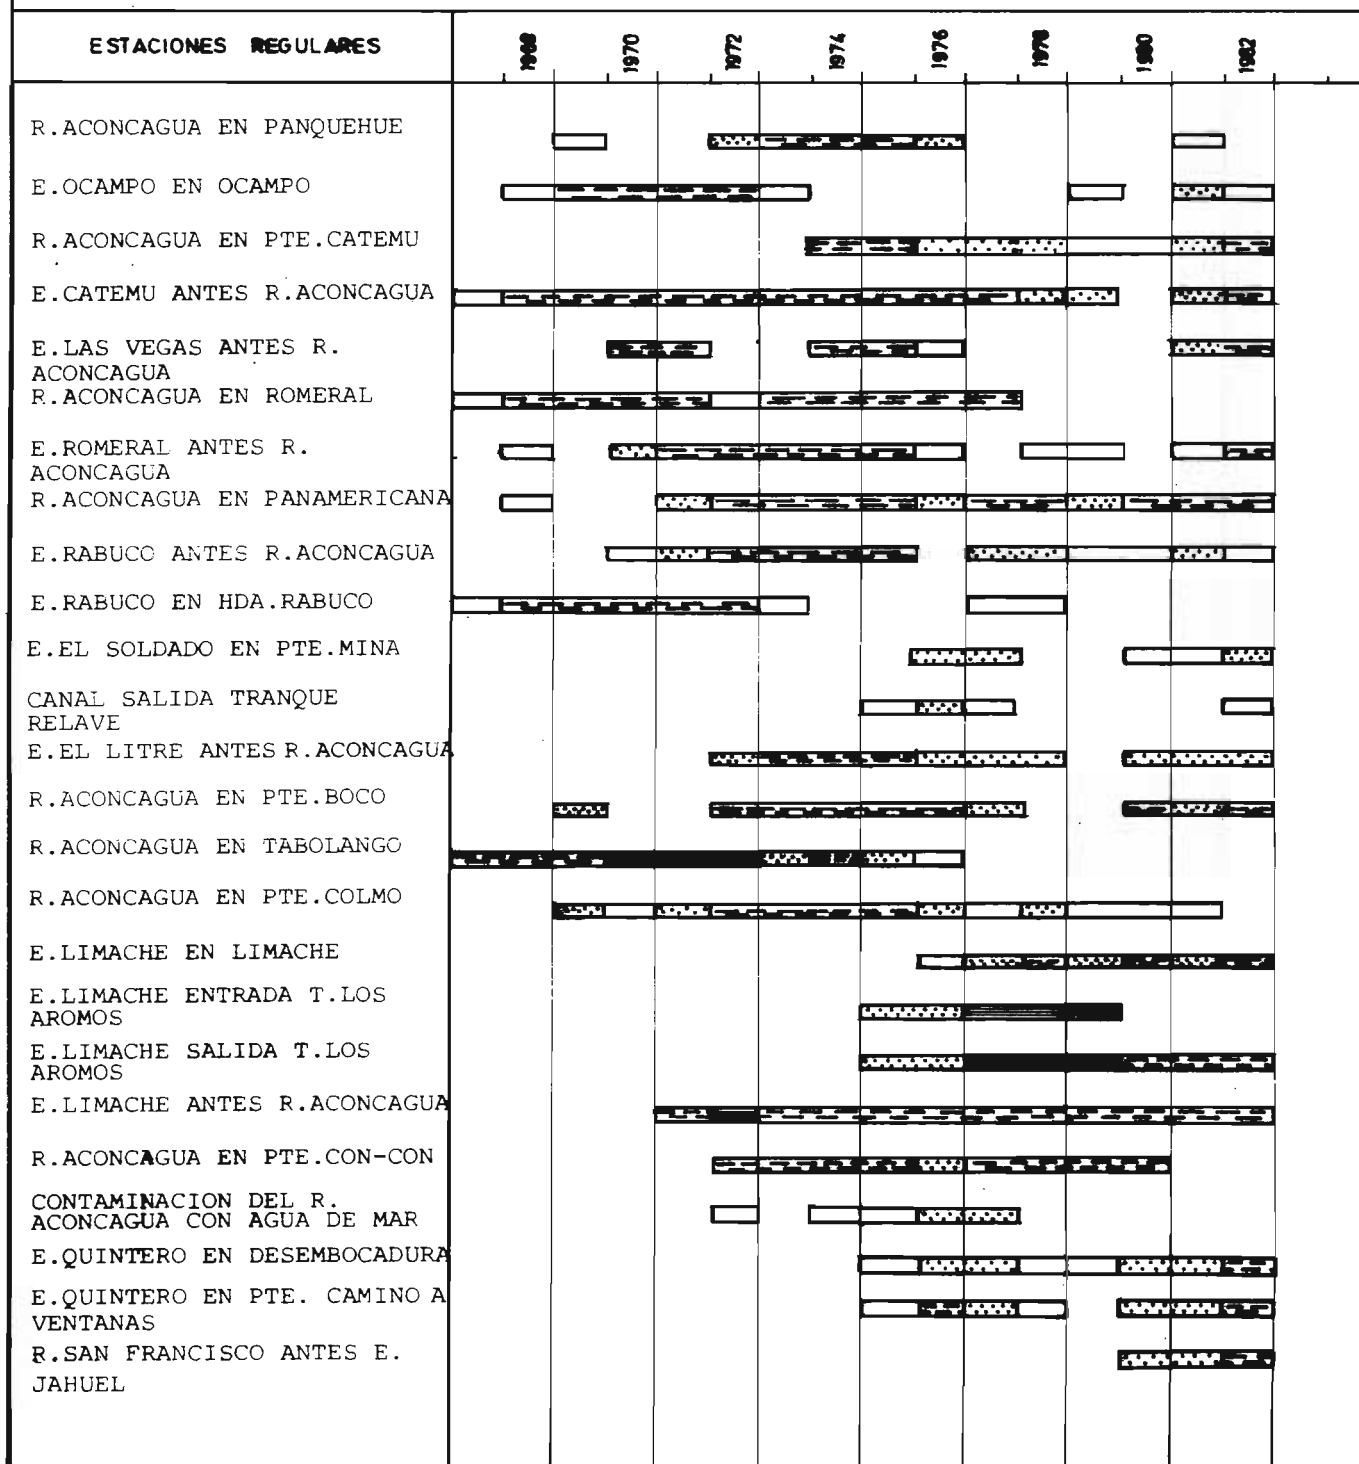 ESTACIONES REGULARES
1968 1970 1972 1974 1976 1978 1980 1982
R.ACONCAGUA EN PANQUEHUE
E.OCAMPO EN OCAMPO
R.ACONCAGUA EN PTE.CATEMU
E.CATEMU ANTES R.ACONCAGUA
E.LAS VEGAS ANTES R.
ACONCAGUA
R.ACONCAGUA EN ROMERAL
E.ROMERAL ANTES R.
ACONCAGUA
R.ACONCAGUA EN PANAMERICANA
E.RABUCO ANTES R.ACONCAGUA
E.RABUCO EN HDA.RABUCO
E.EL SOLDADO EN PTE.MINA
CANAL SALIDA TRANQUE
RELAVE
E.EL LITRE ANTES R.ACONCAGUA
R.ACONCAGUA EN PTE.BOCO
R.ACONCAGUA EN TABOLANGO
R.ACONCAGUA EN PTE.COLMO
E.LIMACHE EN LIMACHE
E.LIMACHE ENTRADA T.LOS
AROMOS
E.LIMACHE SALIDA T.LOS
AROMOS
E.LIMACHE ANTES R.ACONCAGUA
R.ACONCAGUA EN PTE.CON-CON
CONTAMINACION DEL R.
ACONCAGUA CON AGUA DE MAR
E.QUINTERO EN DESEMBOCADURA
E.QUINTERO EN PTE. CAMINO A
VENTANAS
R.SAN FRANCISCO ANTES E.
JAHUEL